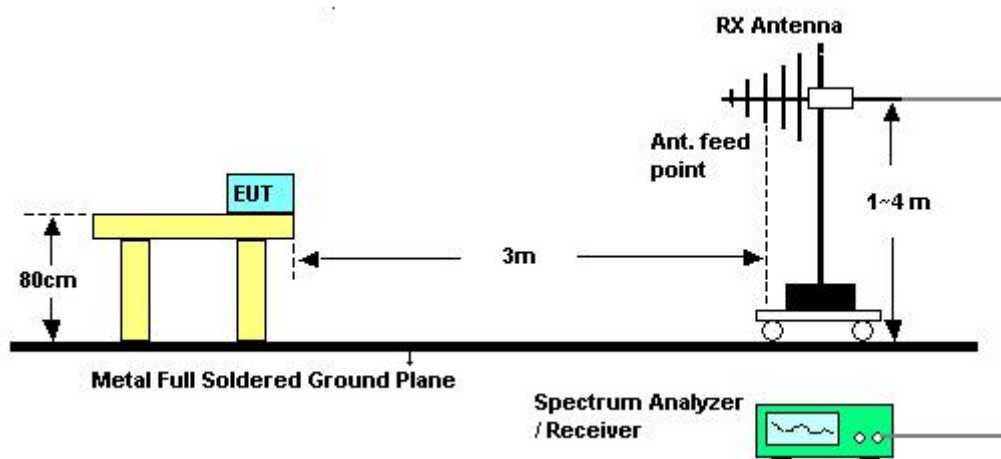 RX Antenna
Ant. feed
point
EUT
1~4 m
3m
80cm
Metal Full Soldered Ground Plane
Spectrum Analyzer
/ Receiver